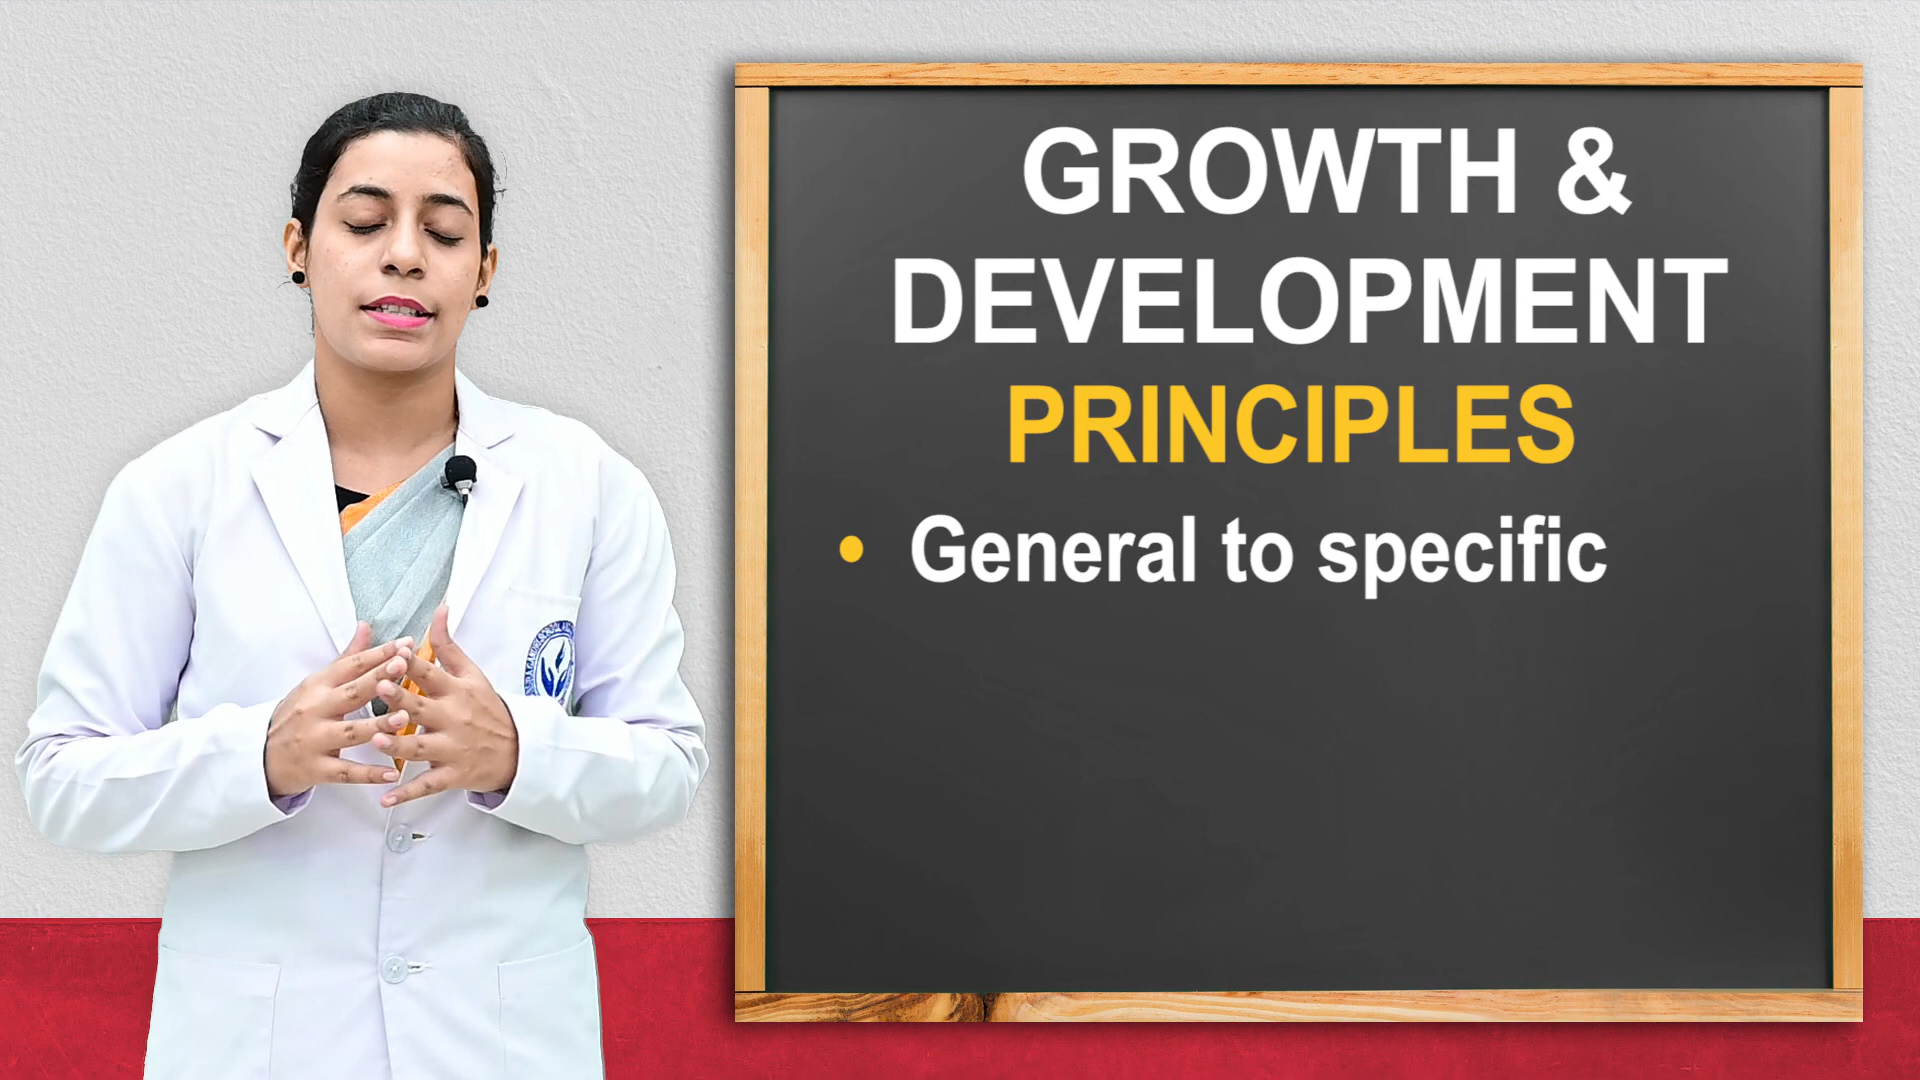 GROWTH &
DEVELOPMENT
PRINCIPLES
• General to specific